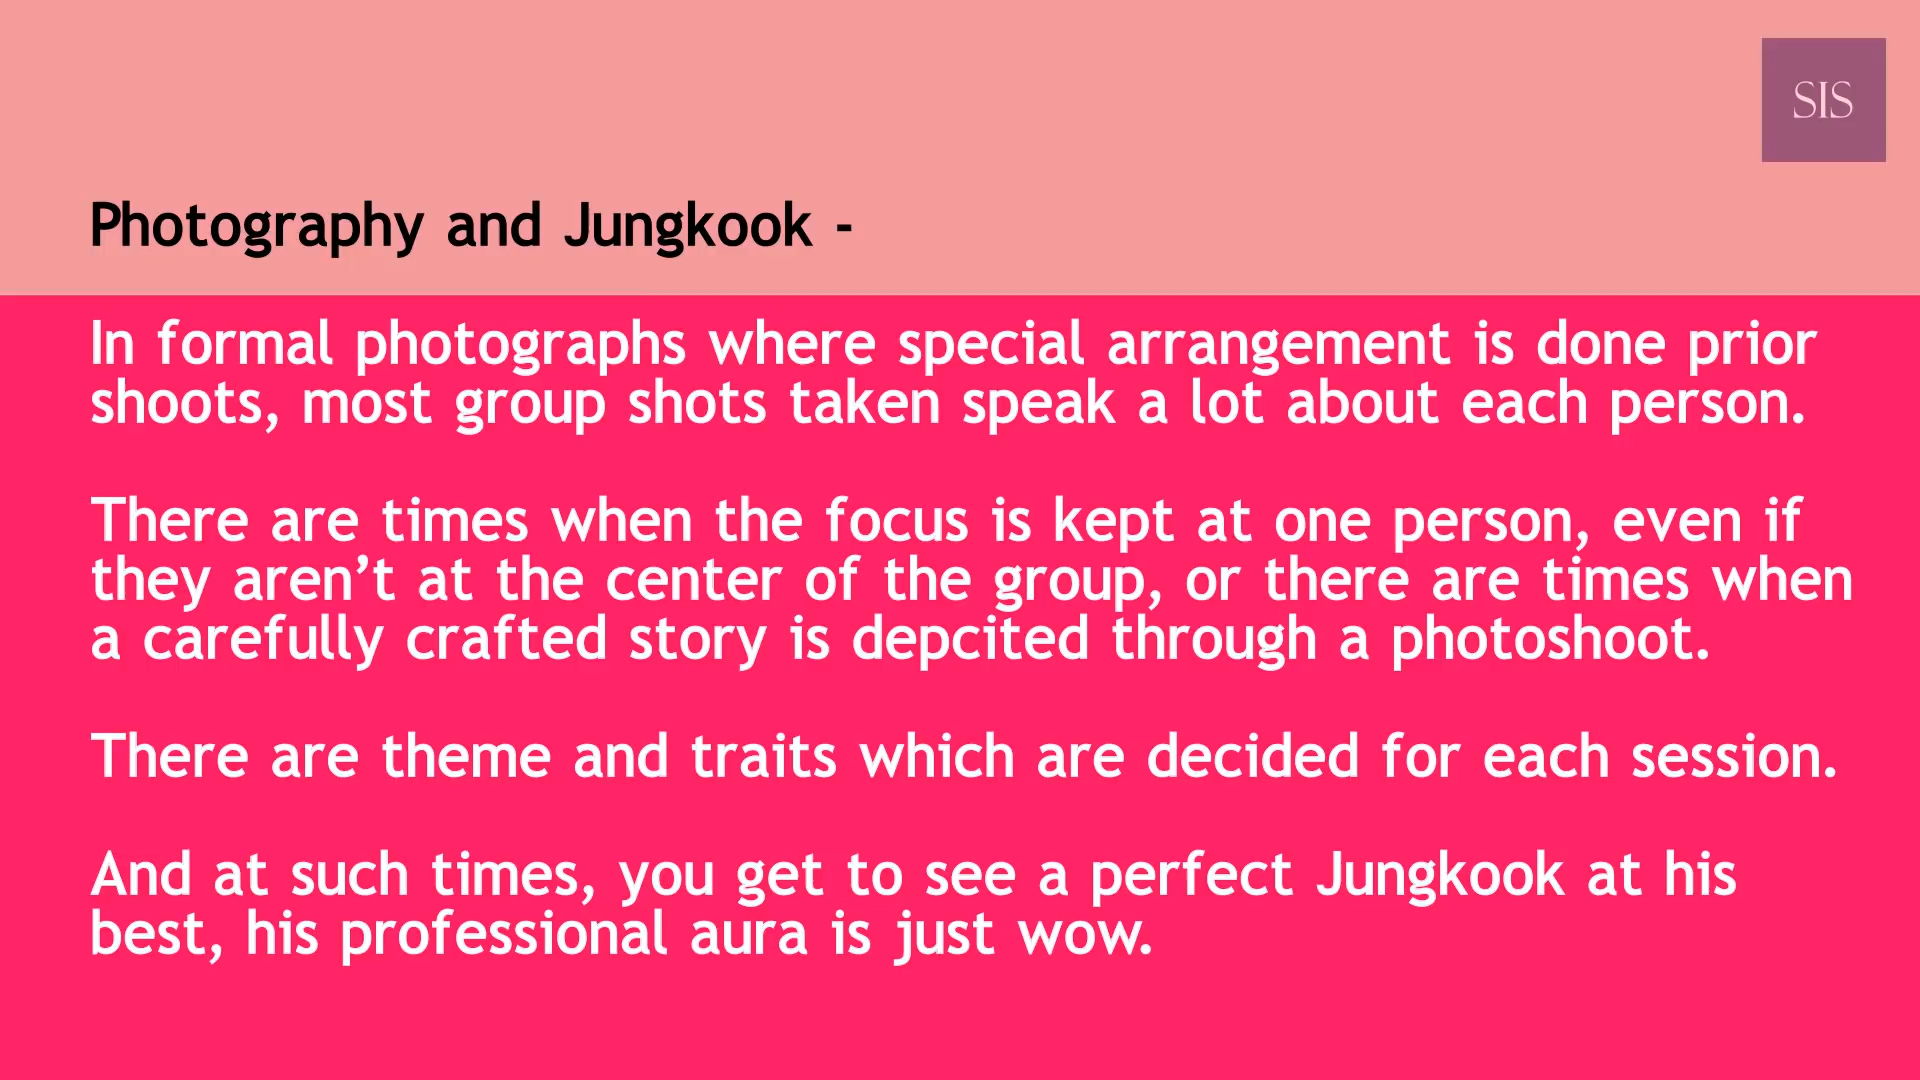 SIS
Photography and Jungkook -
In formal photographs where special arrangement is done prior
shoots, most group shots taken speak a lot about each person.
There are times when the focus is kept at one person, even if
they aren’t at the center of the group, or there are times when
a carefully crafted story is depcited through a photoshoot.
There are theme and traits which are decided for each session.
And at such times, you get to see a perfect Jungkook at his
best, his professional aura is just wow.